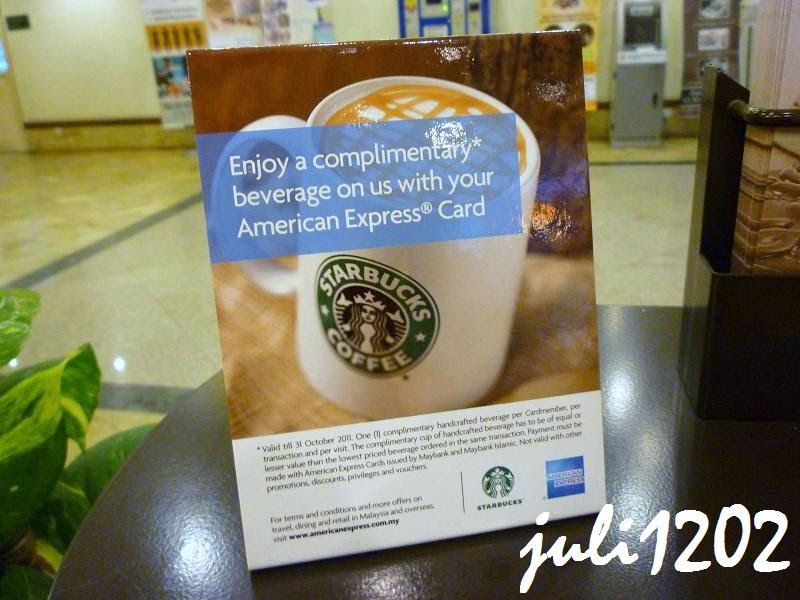 Enjoy a complimentary*
beverage on us with your
American Express® Card
STARBUCKS
COFFEE
* Valid till 31 October 2011. One (1) complimentary handcrafted beverage per Cardmember, per
transaction and per visit. The complimentary cup of handcrafted beverage has to be of equal or
lesser value than the lowest priced beverage ordered in the same transaction. Payment must be
made with American Express Cards issued by Maybank and Maybank Islamic. Not valid with other
promotions, discounts, privileges and vouchers.
For terms and conditions and more offers on
travel, dining and retail in Malaysia and overseas,
visit www.americanexpress.com.my
STARBUCKS
AMERICAN
EXPRESS
juli1202